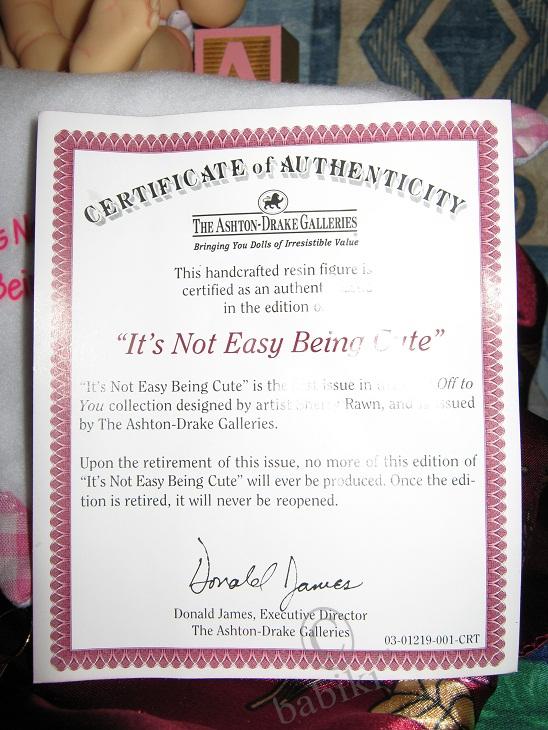 A
CERTIFICATE of AUTHENTICITY
THE ASHTON-DRAKE GALLERIES
Bringing You Dolls of Irresistible Value
This handcrafted resin figure is
certified as an
in the edition
"It's Not Easy Being Cute"
"It's Not Easy Being Cute" is the issue in Off to
You collection designed by artist Rawn, and is issued
by The Ashton-Drake Galleries.
Upon the retirement of this issue, no more of this edition of
"It's Not Easy Being Cute" will ever be produced. Once the edi-
tion is retired, it will never be reopened.
Donald James
Donald James, Executive Director
The Ashton-Drake Galleries
03-01219-001-CRT
©
babiki